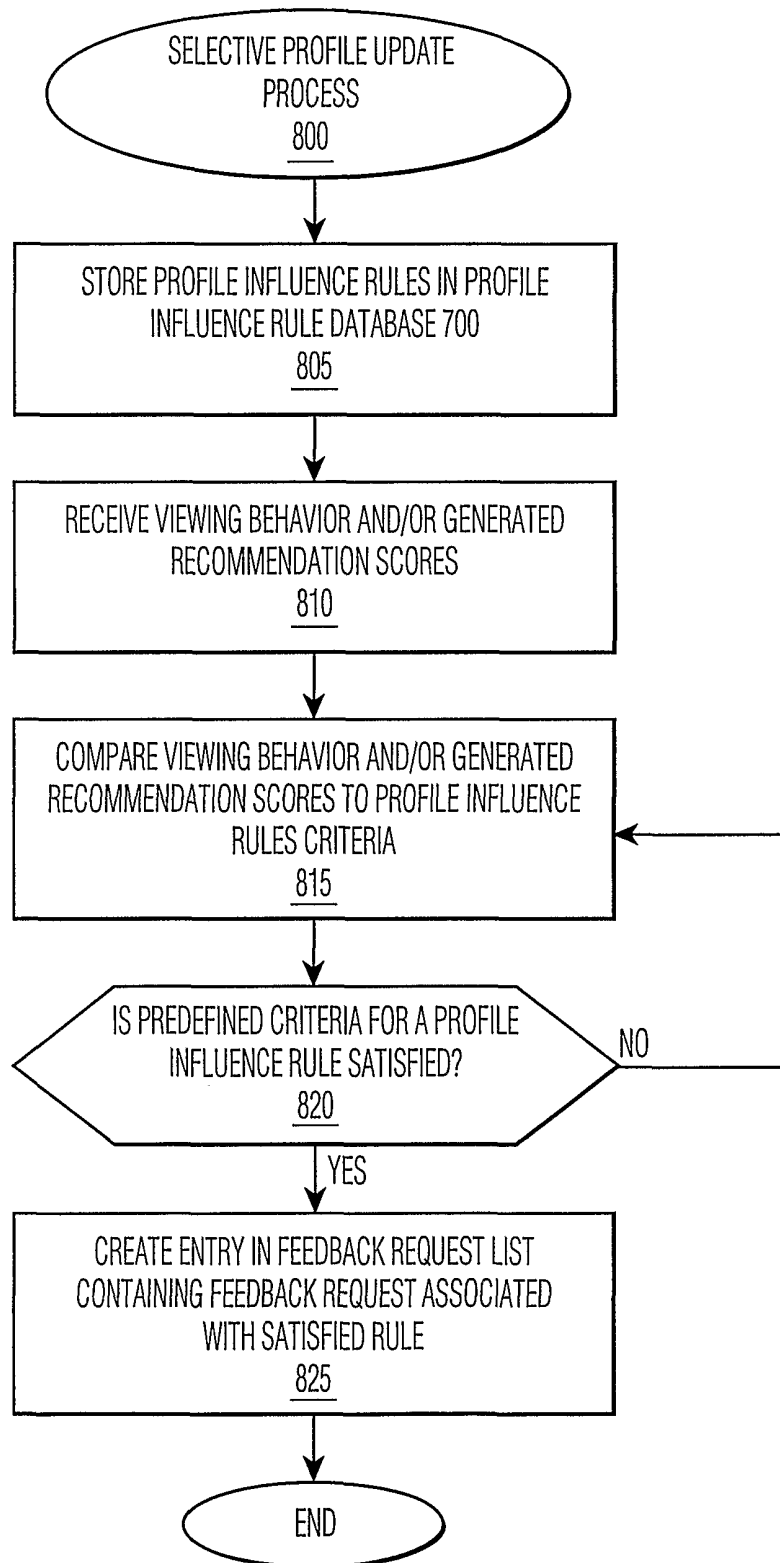 SELECTIVE PROFILE UPDATE
PROCESS
800
STORE PROFILE INFLUENCE RULES IN PROFILE
INFLUENCE RULE DATABASE 700
805
RECEIVE VIEWING BEHAVIOR AND/OR GENERATED
RECOMMENDATION SCORES
810
COMPARE VIEWING BEHAVIOR AND/OR GENERATED
RECOMMENDATION SCORES TO PROFILE INFLUENCE
RULES CRITERIA
815
IS PREDEFINED CRITERIA FOR A PROFILE
INFLUENCE RULE SATISFIED?
820
NO
YES
CREATE ENTRY IN FEEDBACK REQUEST LIST
CONTAINING FEEDBACK REQUEST ASSOCIATED
WITH SATISFIED RULE
825
END